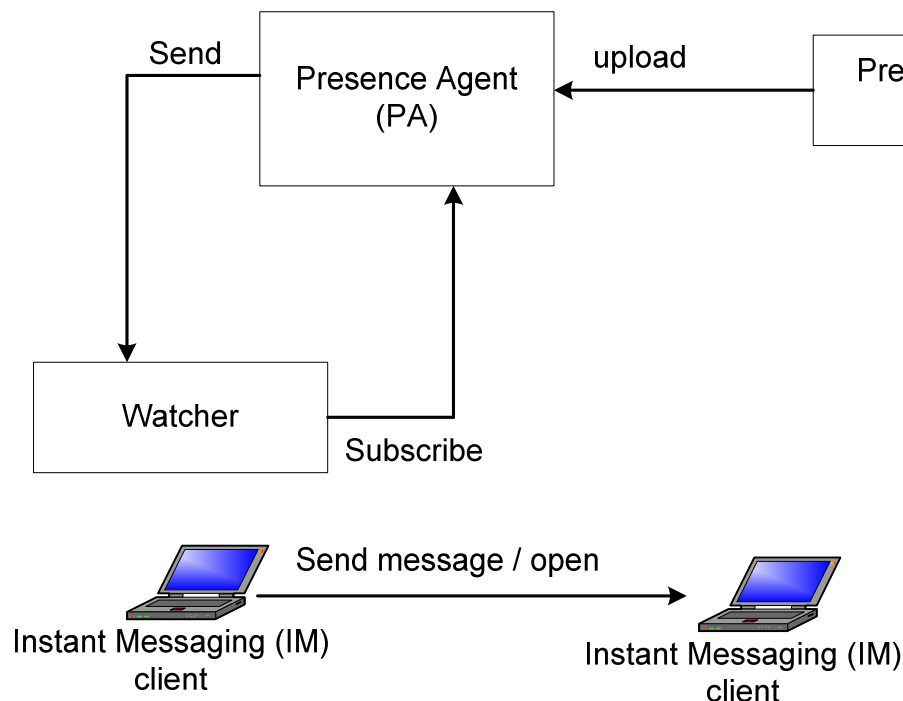 Send
Presence Agent
(PA)
upload
Pre
Watcher
Subscribe
Send message / open
Instant Messaging (IM)
client
Instant Messaging (IM)
client